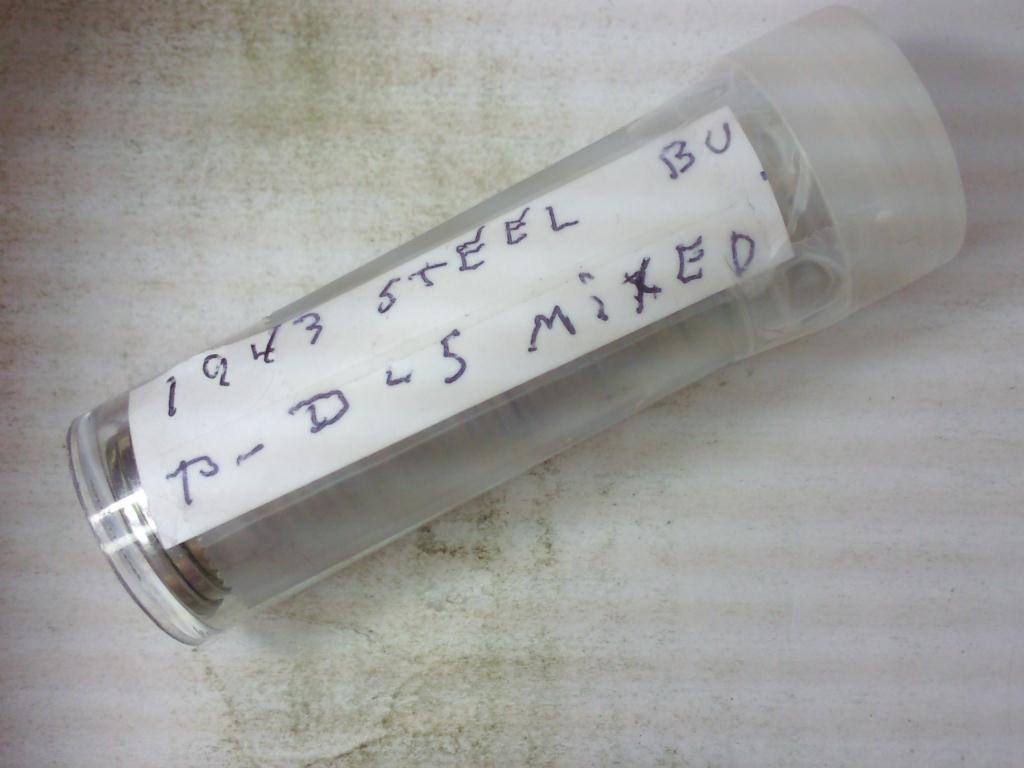 1943 STEEL BU
P-D-S MiXED